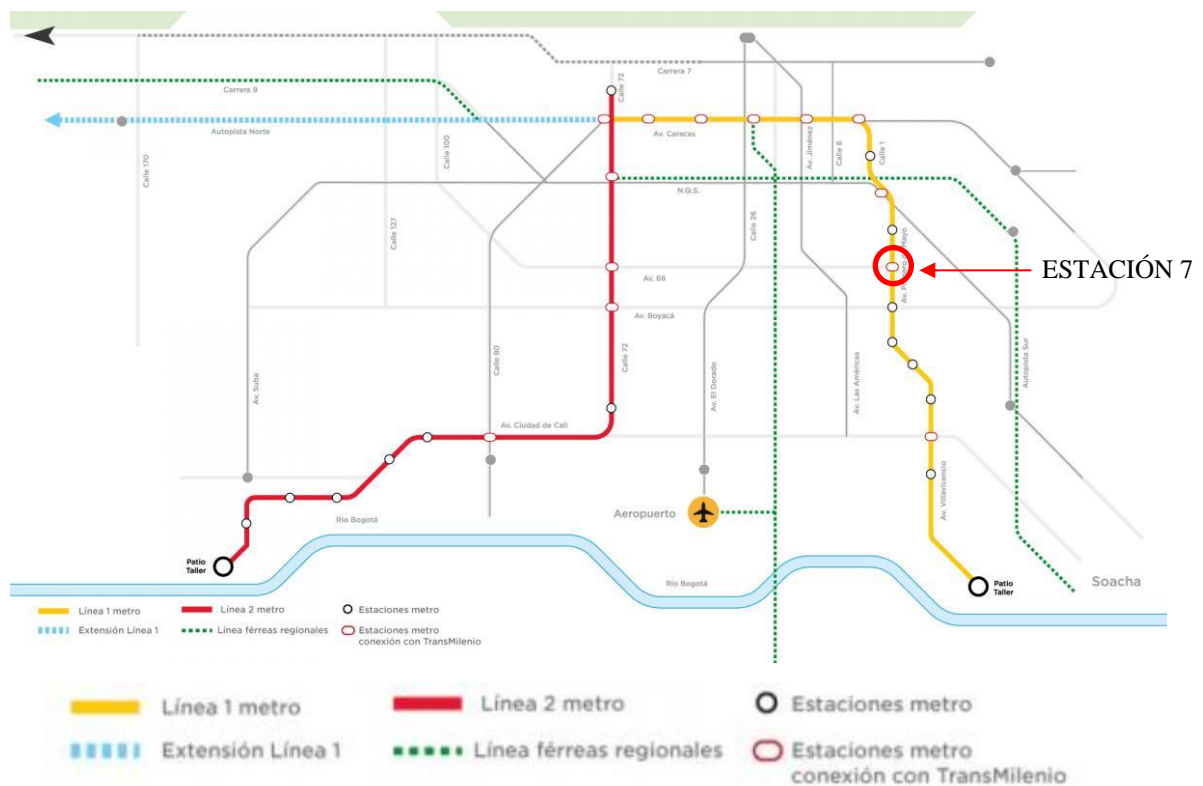 Carrera 7
Calle 72
Carrera 9
Autopista Norte
Av. Caracas
Calle 170
Calle 100
Av. Jiménez
Calle 6
Calle 1
N.Q.S.
Calle 127
Calle 26
ESTACIÓN 7
Av. 68
Av. Boyacá
Av. Suba
Calle 80
Calle 72
Av. El Dorado
Av. Las Américas
Autopista Sur
Av. Ciudad de Cali
Av. Villavicencio
Aeropuerto
Río Bogotá
Patio
Taller
Río Bogotá
Patio
Taller
Soacha
Línea 1 metro
Línea 2 metro
Estaciones metro
Extensión Línea 1
Línea férreas regionales
Estaciones metro
conexión con TransMilenio
Línea 1 metro
Línea 2 metro
Estaciones metro
Extensión Línea 1
Línea férreas regionales
Estaciones metro
conexión con TransMilenio